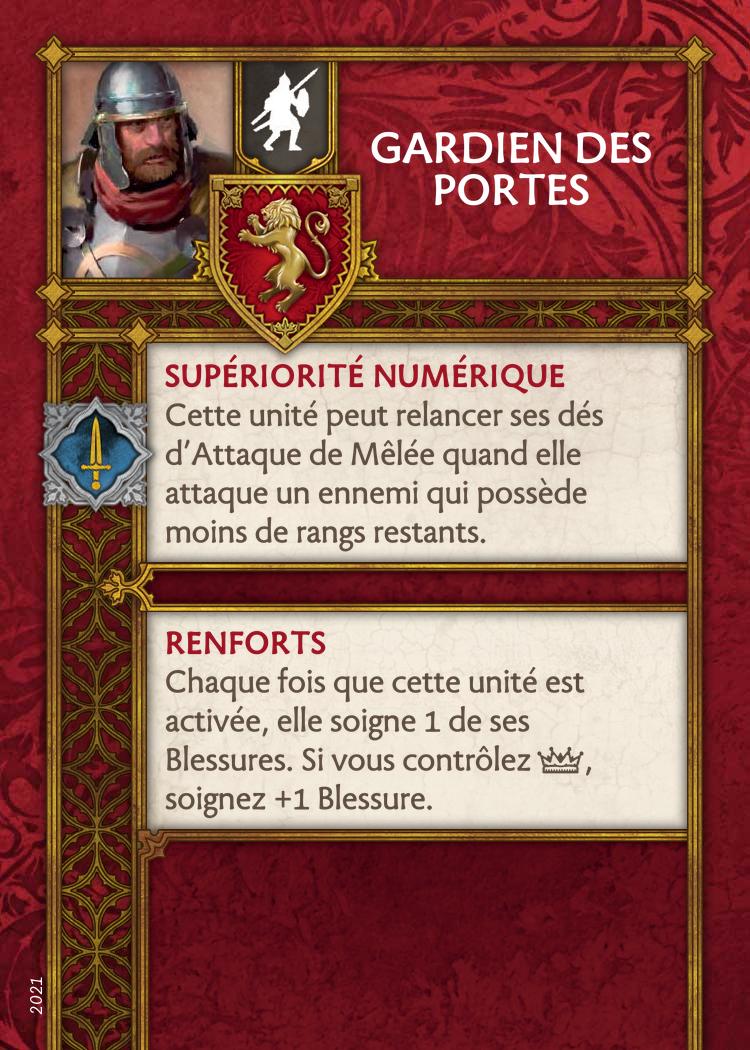 GARDIEN DES
PORTES
SUPÉRIORITÉ NUMÉRIQUE
Cette unité peut relancer ses dés
d’Attaque de Mêlée quand elle
attaque un ennemi qui possède
moins de rangs restants.
RENFORTS
Chaque fois que cette unité est
activée, elle soigne 1 de ses
Blessures. Si vous contrôlez ,
soignez +1 Blessure.
2021